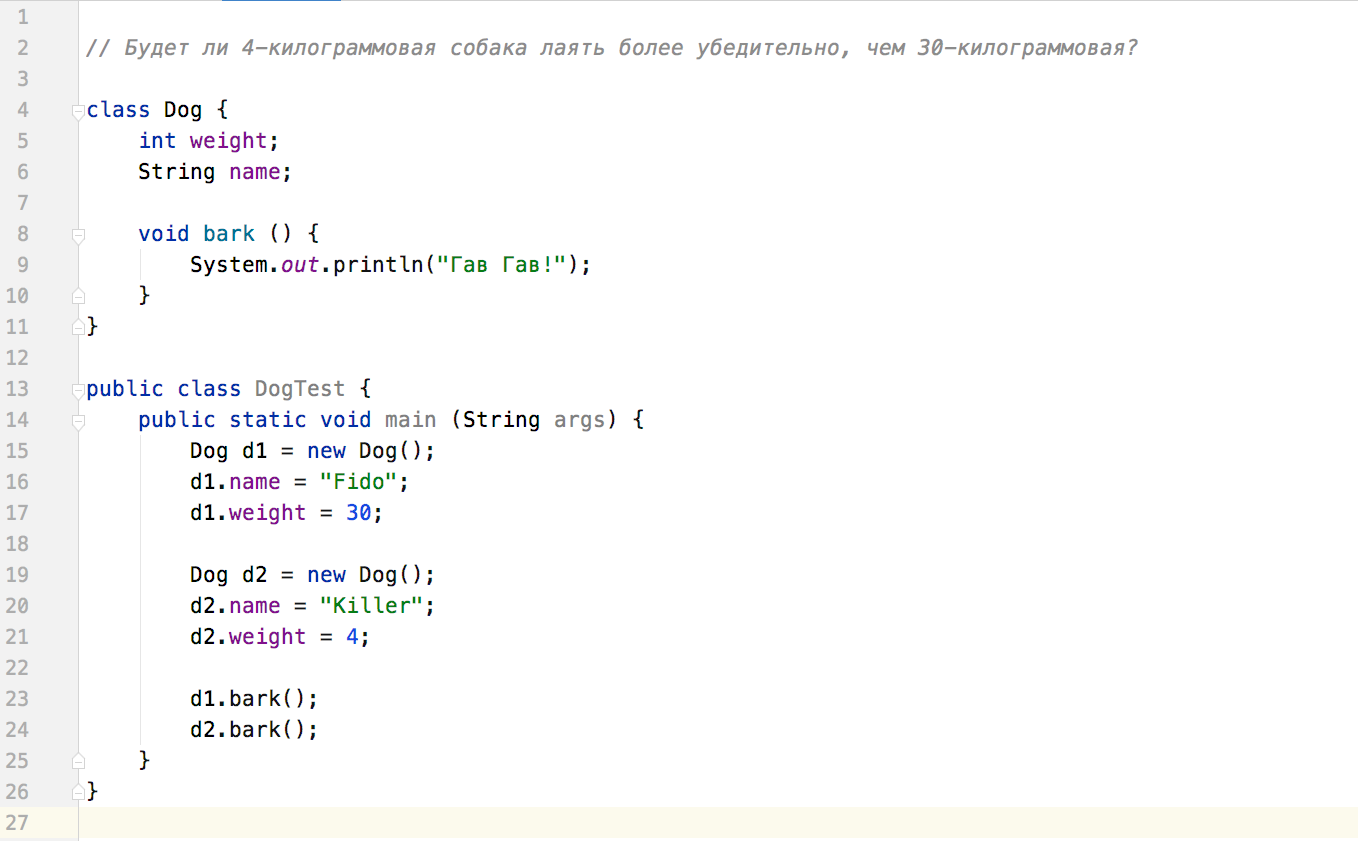 1
2 // Будет ли 4-килограммовая собака лаять более убедительно, чем 30-килограммовая?
3
4 class Dog {
5     int weight;
6     String name;
7
8     void bark () {
9         System.out.println("Гав Гав!");
10     }
11 }
12
13 public class DogTest {
14     public static void main (String args) {
15         Dog d1 = new Dog();
16         d1.name = "Fido";
17         d1.weight = 30;
18
19         Dog d2 = new Dog();
20         d2.name = "Killer";
21         d2.weight = 4;
22
23         d1.bark();
24         d2.bark();
25     }
26 }
27